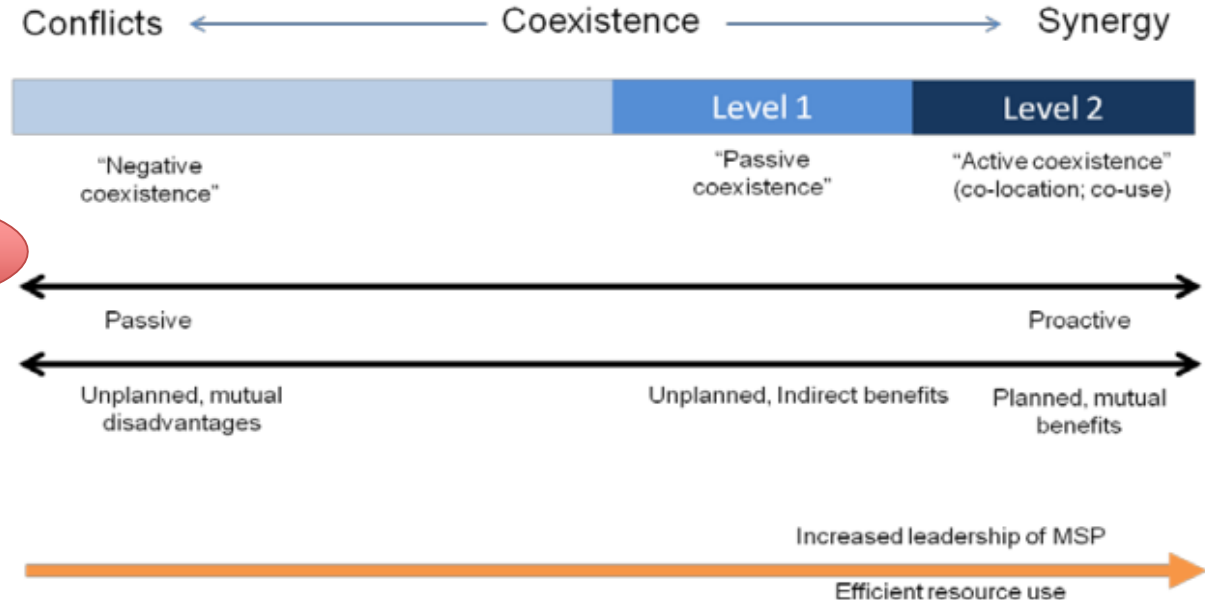 Conflicts Coexistence Synergy
Level 1 Level 2
"Negative
coexistence"
"Passive
coexistence"
"Active coexistence"
(co-location; co-use)
Passive Proactive
Unplanned, mutual
disadvantages
Unplanned, Indirect benefits
Planned, mutual
benefits
Increased leadership of MSP
Efficient resource use